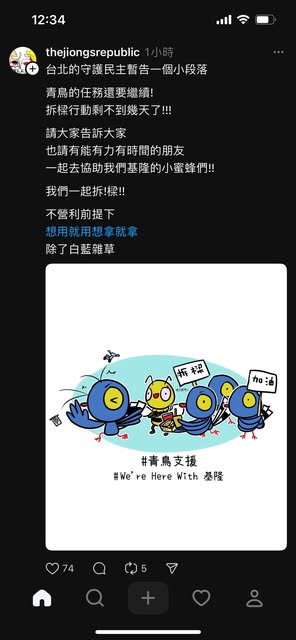 12:34
thejiongsrepublic 1小時
台北的守護民主暫告一個小段落
青鳥的任務還要繼續!
拆樑行動剩不到幾天了!!!
請大家告訴大家
也請有能有力有時間的朋友
一起去協助我們基隆的小蜜蜂們!!
我們一起拆!樑!!
不營利前提下
想用就用想拿就拿
除了白藍雜草
拆樑
加油
#青鳥支援
#We're Here With 基隆
74
5